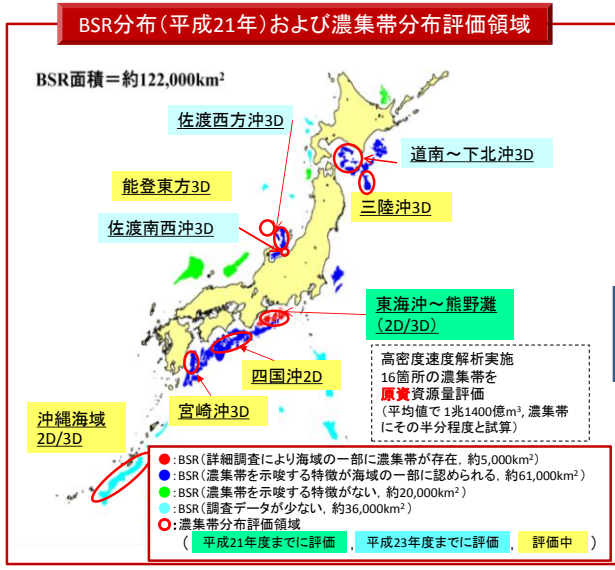 BSR分布（平成21年）および濃集帯分布評価領域
BSR面積＝約122,000km²
佐渡西方沖3D
道南～下北沖3D
能登東方3D
三陸沖3D
佐渡南西沖3D
東海沖～熊野灘
（2D/3D）
高密度速度解析実施
16箇所の濃集帯を
原資資源量評価
（平均値で1兆1400億m³, 濃集帯
にその半分程度と試算）
四国沖2D
宮崎沖3D
沖縄海域
2D/3D
：BSR（詳細調査により海域の一部に濃集帯が存在, 約5,000km²）
：BSR（濃集帯を示唆する特徴が海域の一部に認められる, 約61,000km²）
：BSR（濃集帯を示唆する特徴がない, 約20,000km²）
：BSR（調査データが少ない, 約36,000km²）
：濃集帯分布評価領域
（ 平成21年度までに評価 , 平成23年度までに評価 , 評価中 ）